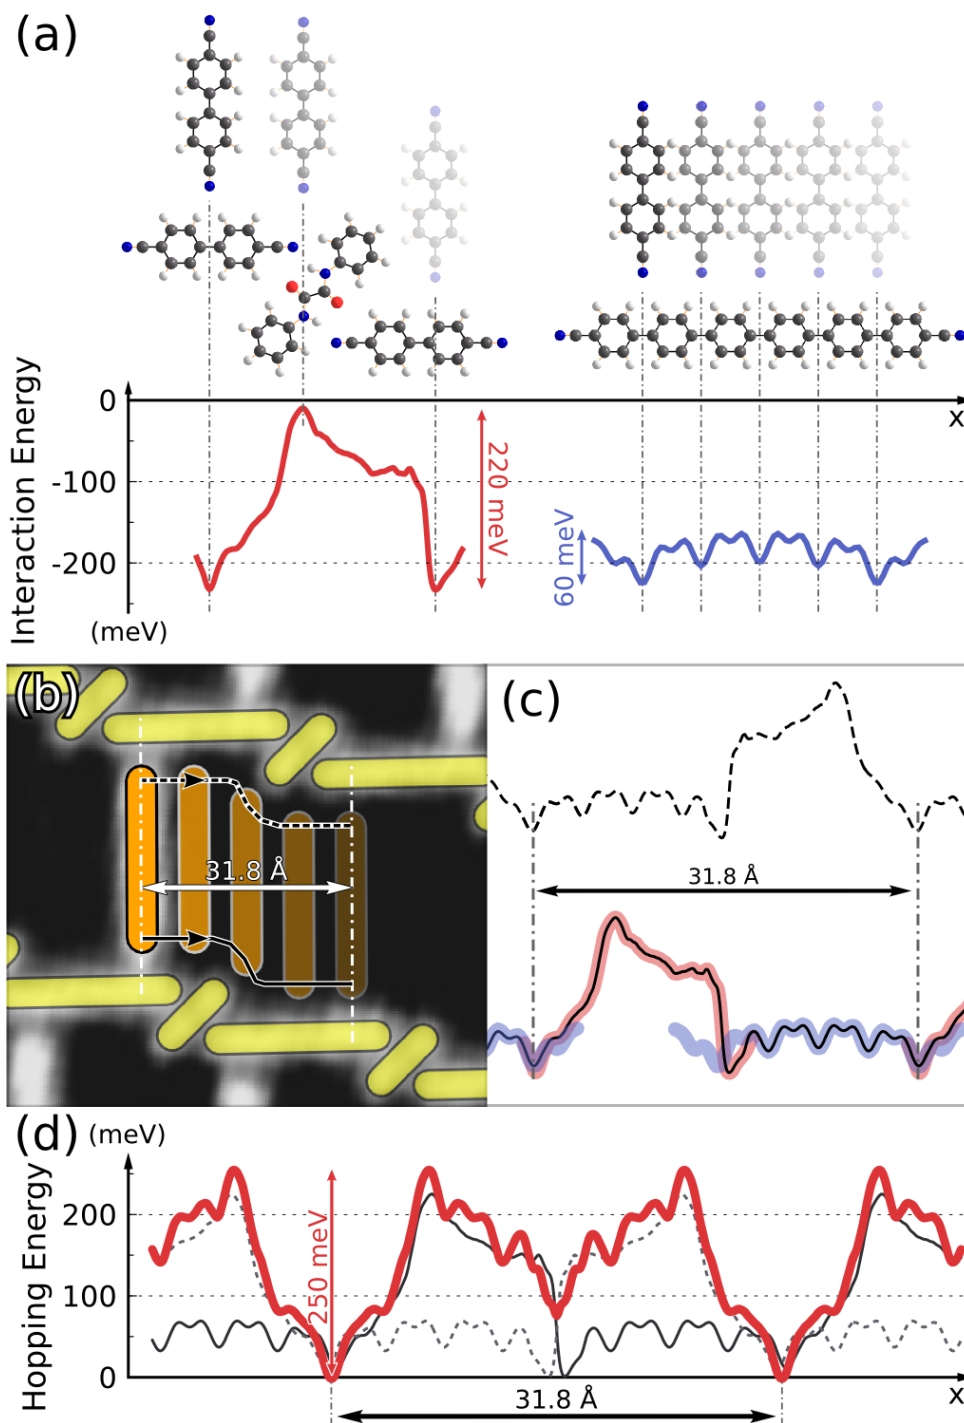 (a)
0
-100
-200
(meV)
Interaction Energy
220 meV
60 meV
x
(b)
31.8 Å
(c)
31.8 Å
(d)
(meV)
200
100
0
Hopping Energy
250 meV
31.8 Å
x